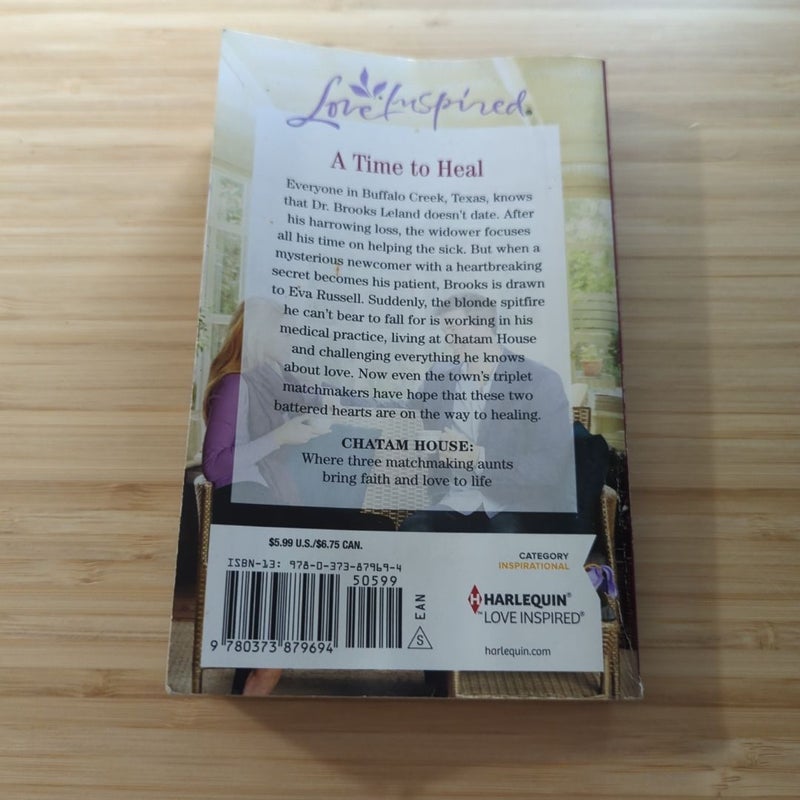 Love Inspired®
A Time to Heal
Everyone in Buffalo Creek, Texas, knows
that Dr. Brooks Leland doesn't date. After
his harrowing loss, the widower focuses
all his time on helping the sick. But when a
mysterious newcomer with a heartbreaking
secret becomes his patient, Brooks is drawn
to Eva Russell. Suddenly, the blonde spitfire
he can't bear to fall for is working in his
medical practice, living at Chatam House
and challenging everything he knows
about love. Now even the town's triplet
matchmakers have hope that these two
battered hearts are on the way to healing.
CHATAM HOUSE:
Where three matchmaking aunts
bring faith and love to life
$5.99 U.S./$6.75 CAN.
ISBN-13: 978-0-373-87969-4
50599
9 780373 879694
EAN
S
CATEGORY
INSPIRATIONAL
H HARLEQUIN®
™ LOVE INSPIRED®
harlequin.com